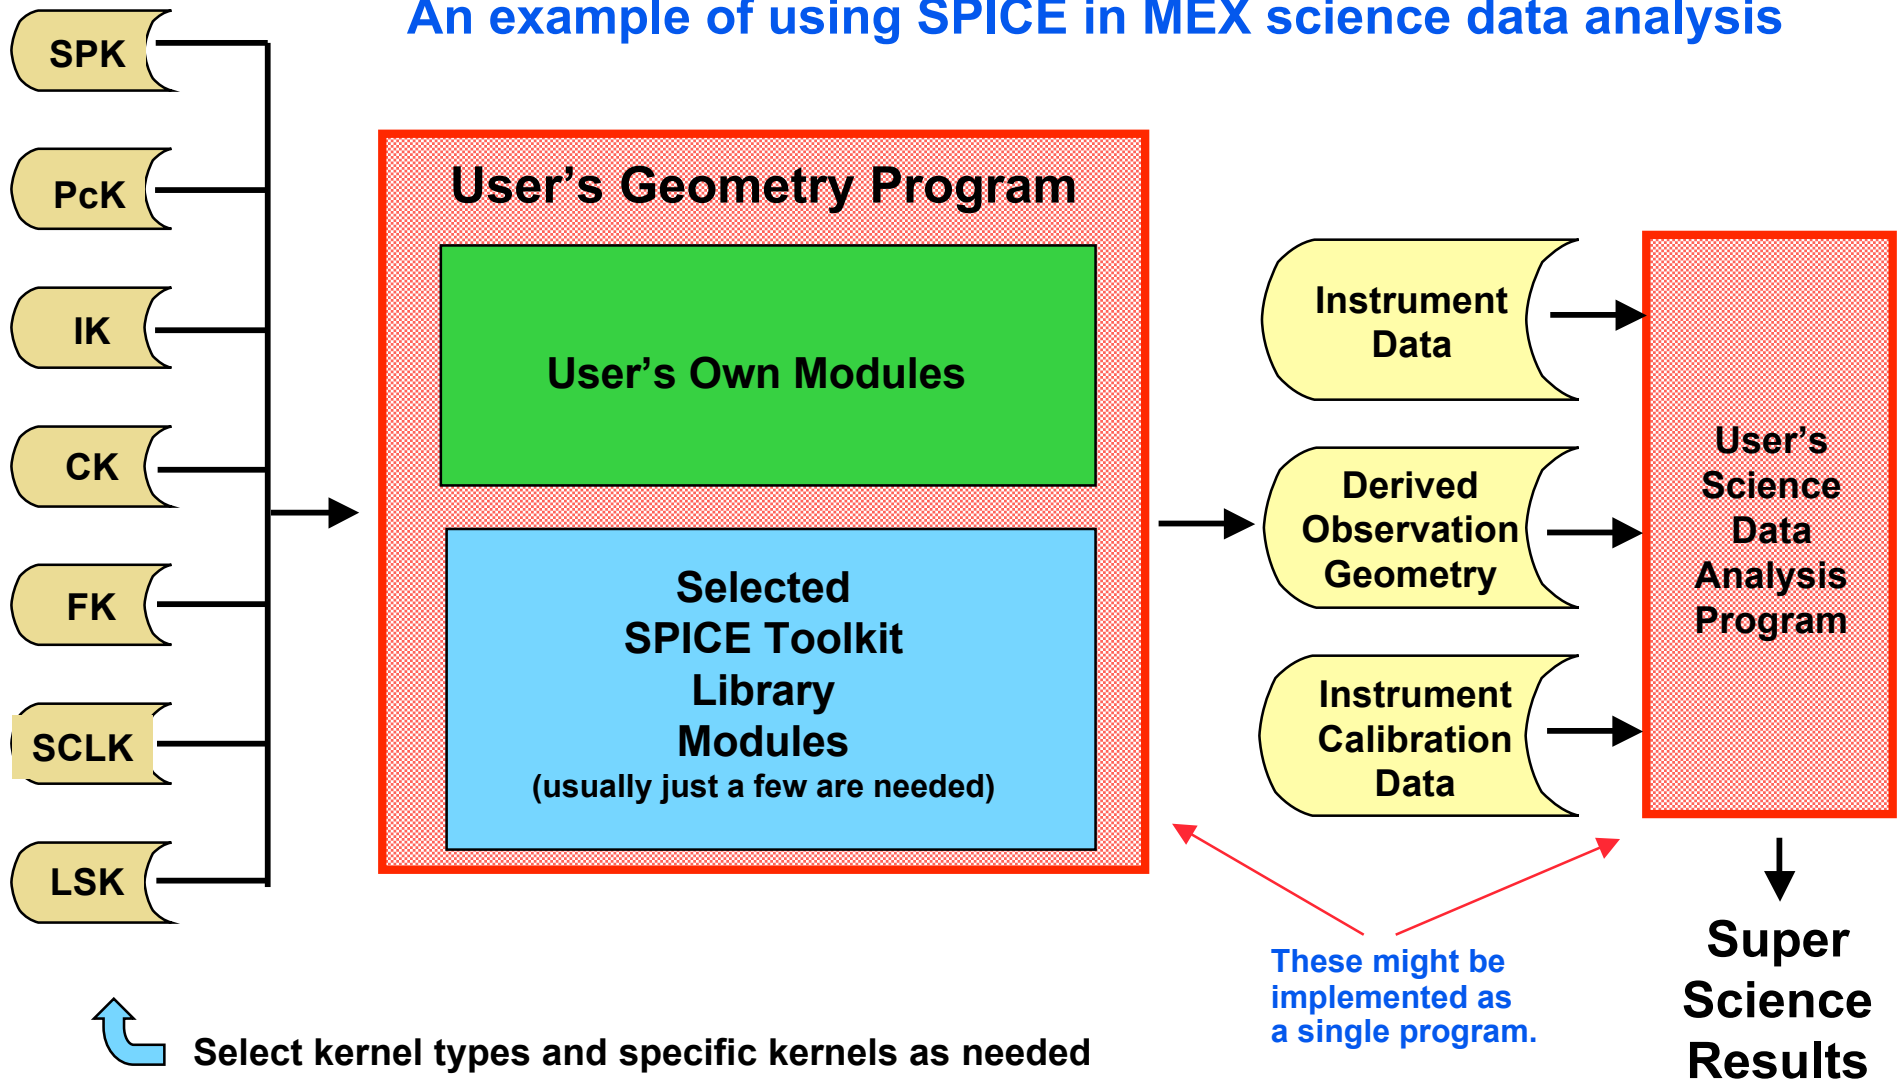 An example of using SPICE in MEX science data analysis
SPK
PcK
IK
CK
FK
SCLK
LSK
User’s Geometry Program
User’s Own Modules
Selected
SPICE Toolkit
Library
Modules
(usually just a few are needed)
Instrument
Data
Derived
Observation
Geometry
Instrument
Calibration
Data
User’s
Science
Data
Analysis
Program
These might be
implemented as
a single program.
Super
Science
Results
Select kernel types and specific kernels as needed